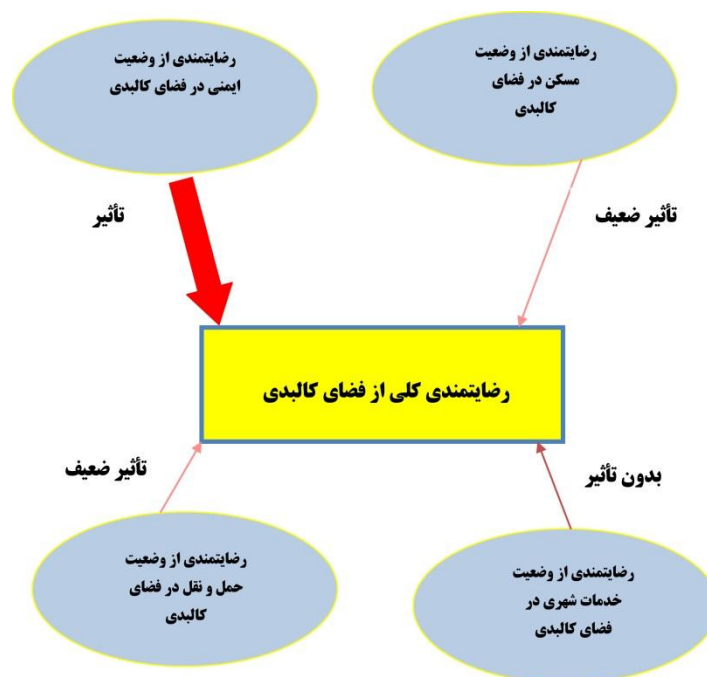 رضایتمندی از وضعیت
مسکن در فضای
کالبدی
رضایتمندی از وضعیت
ایمنی در فضای کالبدی
تأثیر ضعیف
تأثیر
رضایتمندی کلی از فضای کالبدی
بدون تأثیر
تأثیر ضعیف
رضایتمندی از وضعیت
خدمات شهری در
فضای کالبدی
رضایتمندی از وضعیت
حمل و نقل در فضای
کالبدی